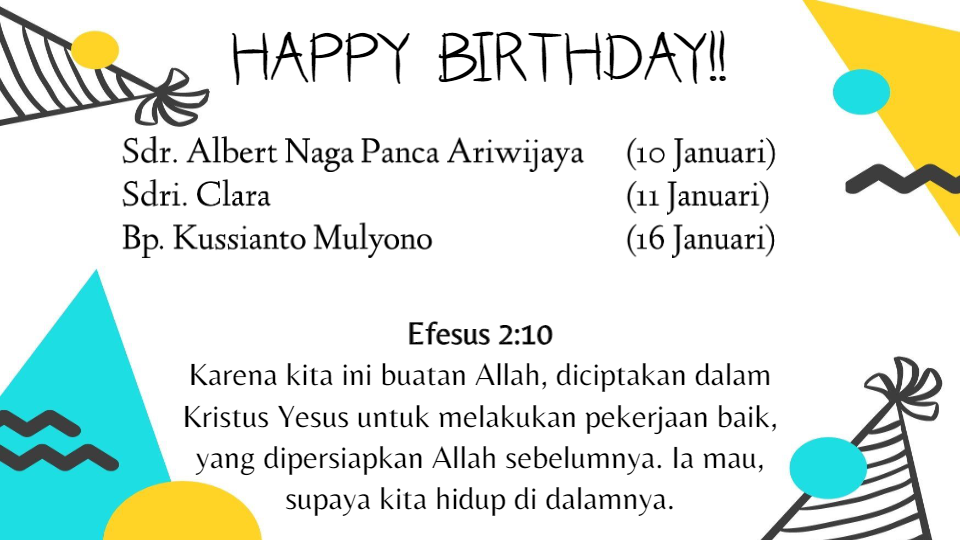 HAPPY BIRTHDAY!!
Sdr. Albert Naga Panca Ariwijaya (10 Januari)
Sdri. Clara (11 Januari)
Bp. Kussianto Mulyono (16 Januari)
Efesus 2:10
Karena kita ini buatan Allah, diciptakan dalam
Kristus Yesus untuk melakukan pekerjaan baik,
yang dipersiapkan Allah sebelumnya. Ia mau,
supaya kita hidup di dalamnya.